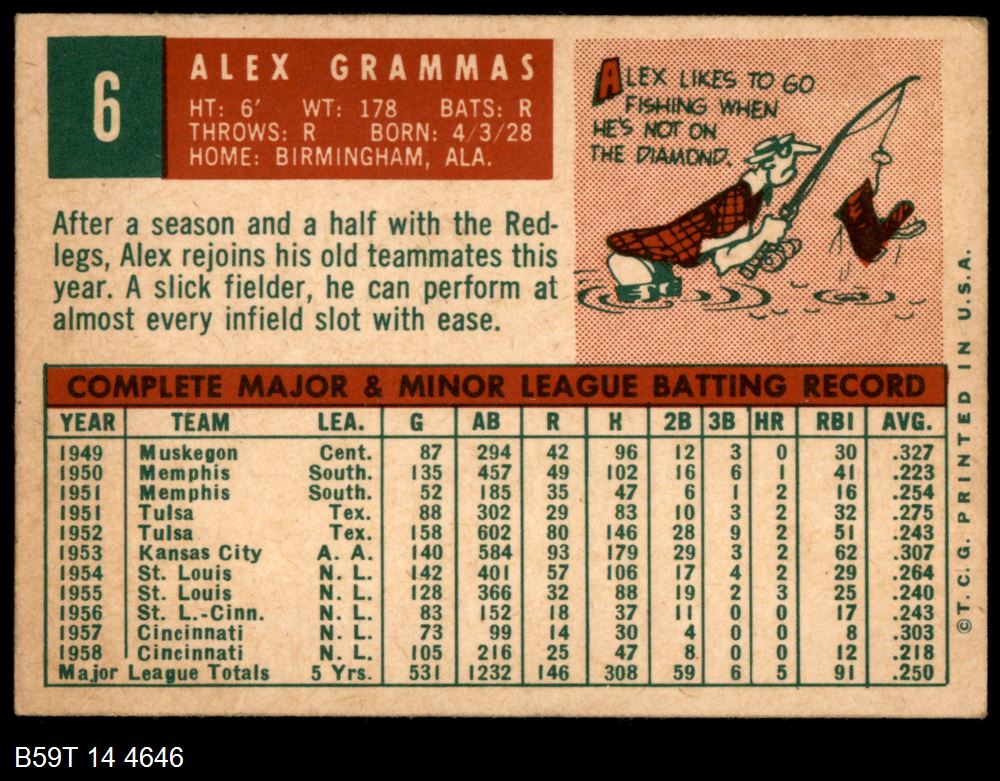 6
ALEX GRAMMAS
HT: 6' WT: 178 BATS: R
THROWS: R BORN: 4/3/28
HOME: BIRMINGHAM, ALA.
ALEX LIKES TO GO
FISHING WHEN
HE'S NOT ON
THE DIAMOND.
After a season and a half with the Red-
legs, Alex rejoins his old teammates this
year. A slick fielder, he can perform at
almost every infield slot with ease.
COMPLETE MAJOR & MINOR LEAGUE BATTING RECORD
YEAR TEAM LEA. G AB R H 2B 3B HR RBI AVG.
1949 Muskegon Cent. 87 294 42 96 12 3 0 30 .327
1950 Memphis South. 135 457 49 102 16 6 1 41 .223
1951 Memphis South. 52 185 35 47 6 1 2 16 .254
1951 Tulsa Tex. 88 302 29 83 10 3 2 32 .275
1952 Tulsa Tex. 158 602 80 146 28 9 2 51 .243
1953 Kansas City A. A. 140 584 93 179 29 3 2 62 .307
1954 St. Louis N. L. 142 401 57 106 17 4 2 29 .264
1955 St. Louis N. L. 128 366 32 88 19 2 3 25 .240
1956 St. L.-Cinn. N. L. 83 152 18 37 11 0 0 17 .243
1957 Cincinnati N. L. 73 99 14 30 4 0 0 8 .303
1958 Cincinnati N. L. 105 216 25 47 8 0 0 12 .218
Major League Totals 5 Yrs. 531 1232 146 308 59 6 5 91 .250
©T.C.G. PRINTED IN U.S.A.
B59T 14 4646